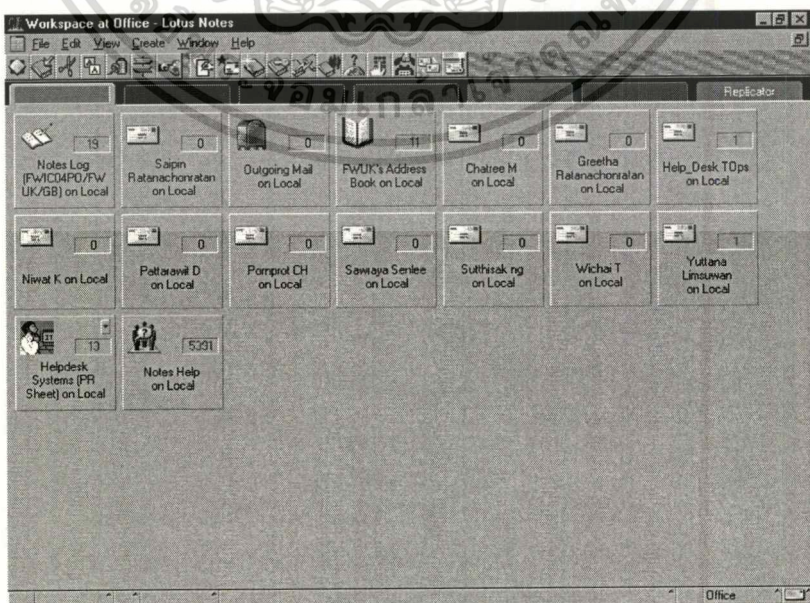 Workspace at Office - Lotus Notes
File Edit View Create Window Help
Replicator
19
Notes Log
(FWIC04PO/FW
UK/GB) on Local
0
Saipin
Ratanachonratan
on Local
0
Outgoing Mail
on Local
11
FWUK's Address
Book on Local
0
Chatree M
on Local
0
Greetha
Ratanachonratan
on Local
1
Help_Desk TOps
on Local
0
Niwat K on Local
0
Pattarawit D
on Local
0
Pornprot CH
on Local
0
Sawraya Senlee
on Local
0
Sutthisak ng
on Local
0
Wichai T
on Local
1
Yuttana
Limsuwan
on Local
13
Helpdesk
Systems (PR
Sheet) on Local
5391
Notes Help
on Local
Office